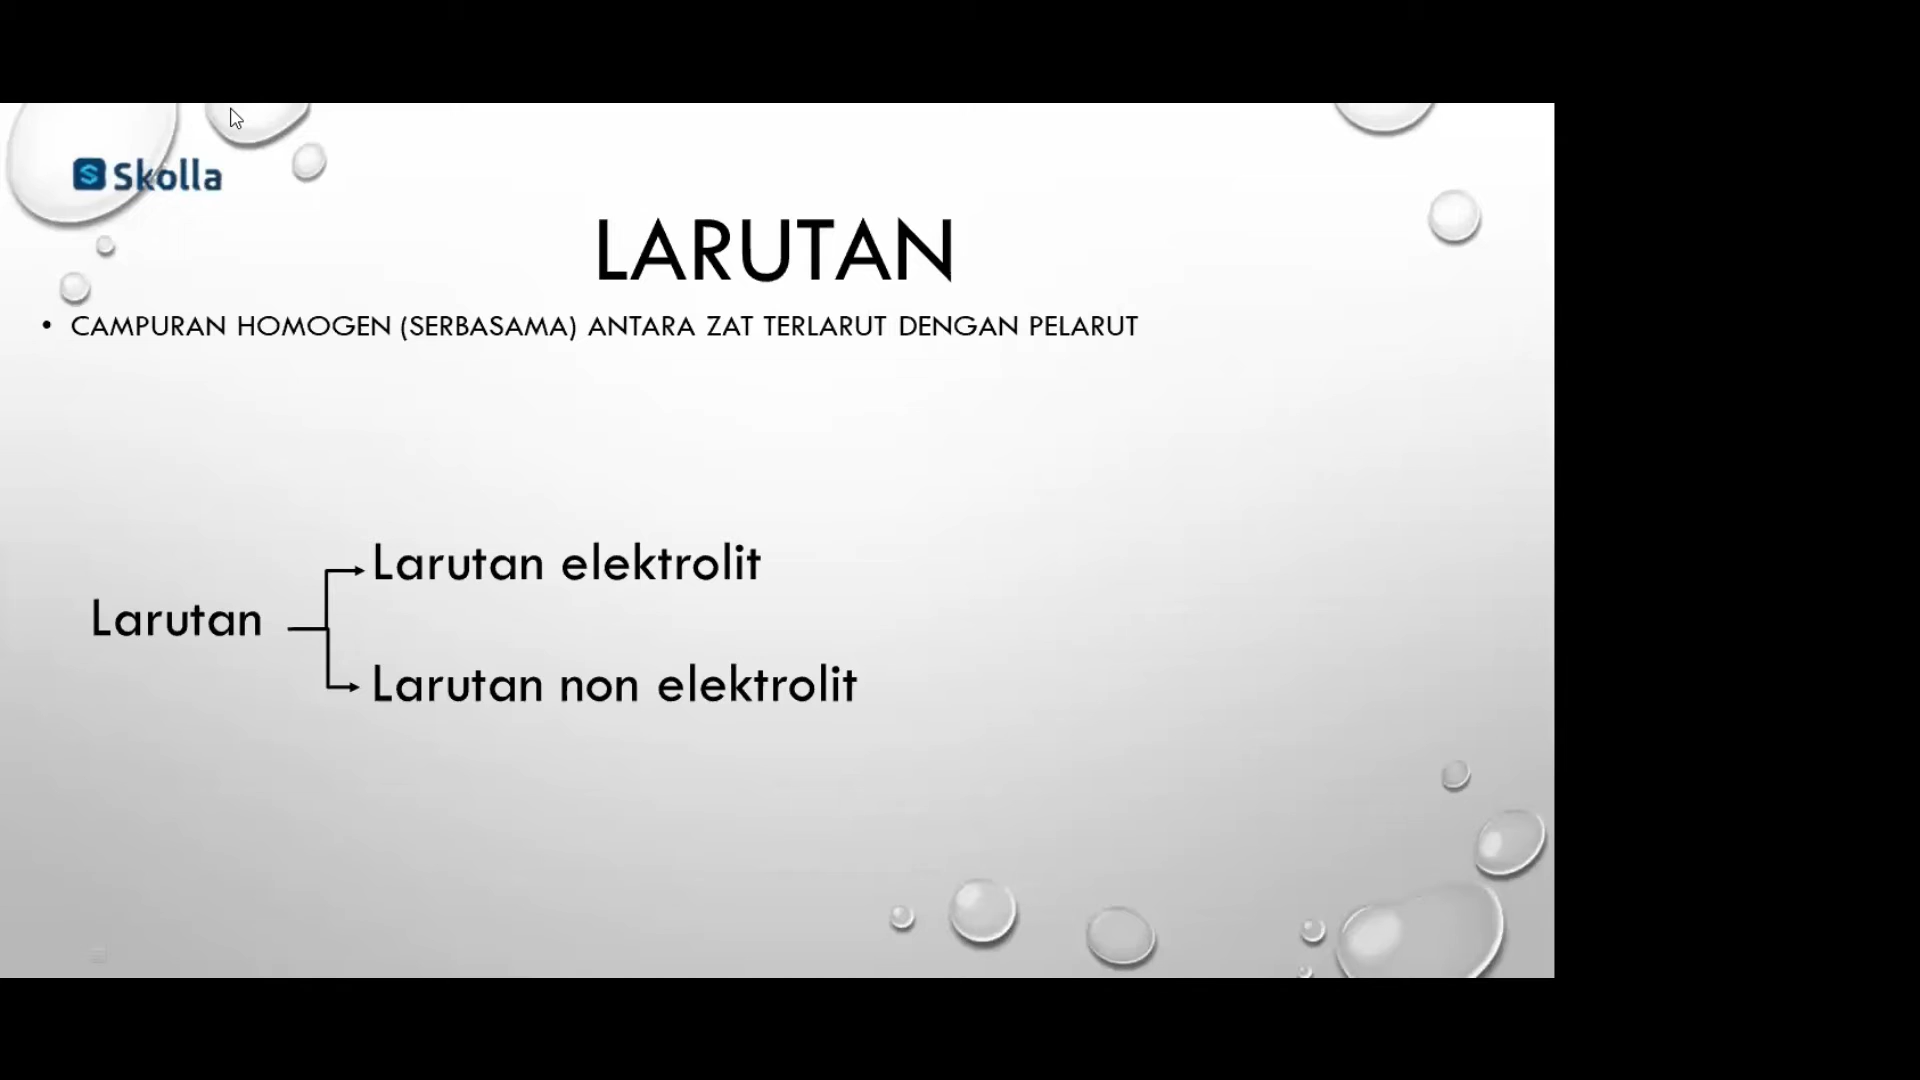 Skolla
LARUTAN
• CAMPURAN HOMOGEN (SERBASAMA) ANTARA ZAT TERLARUT DENGAN PELARUT
Larutan elektrolit
Larutan
Larutan non elektrolit